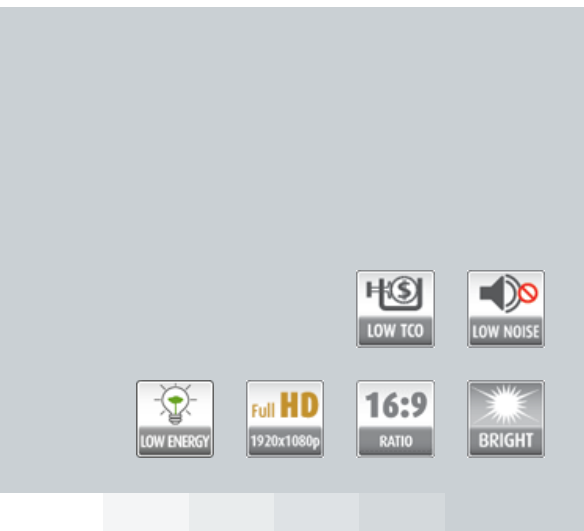 LOW TCO
LOW NOISE
LOW ENERGY
Full HD
1920x1080p
16:9
RATIO
BRIGHT